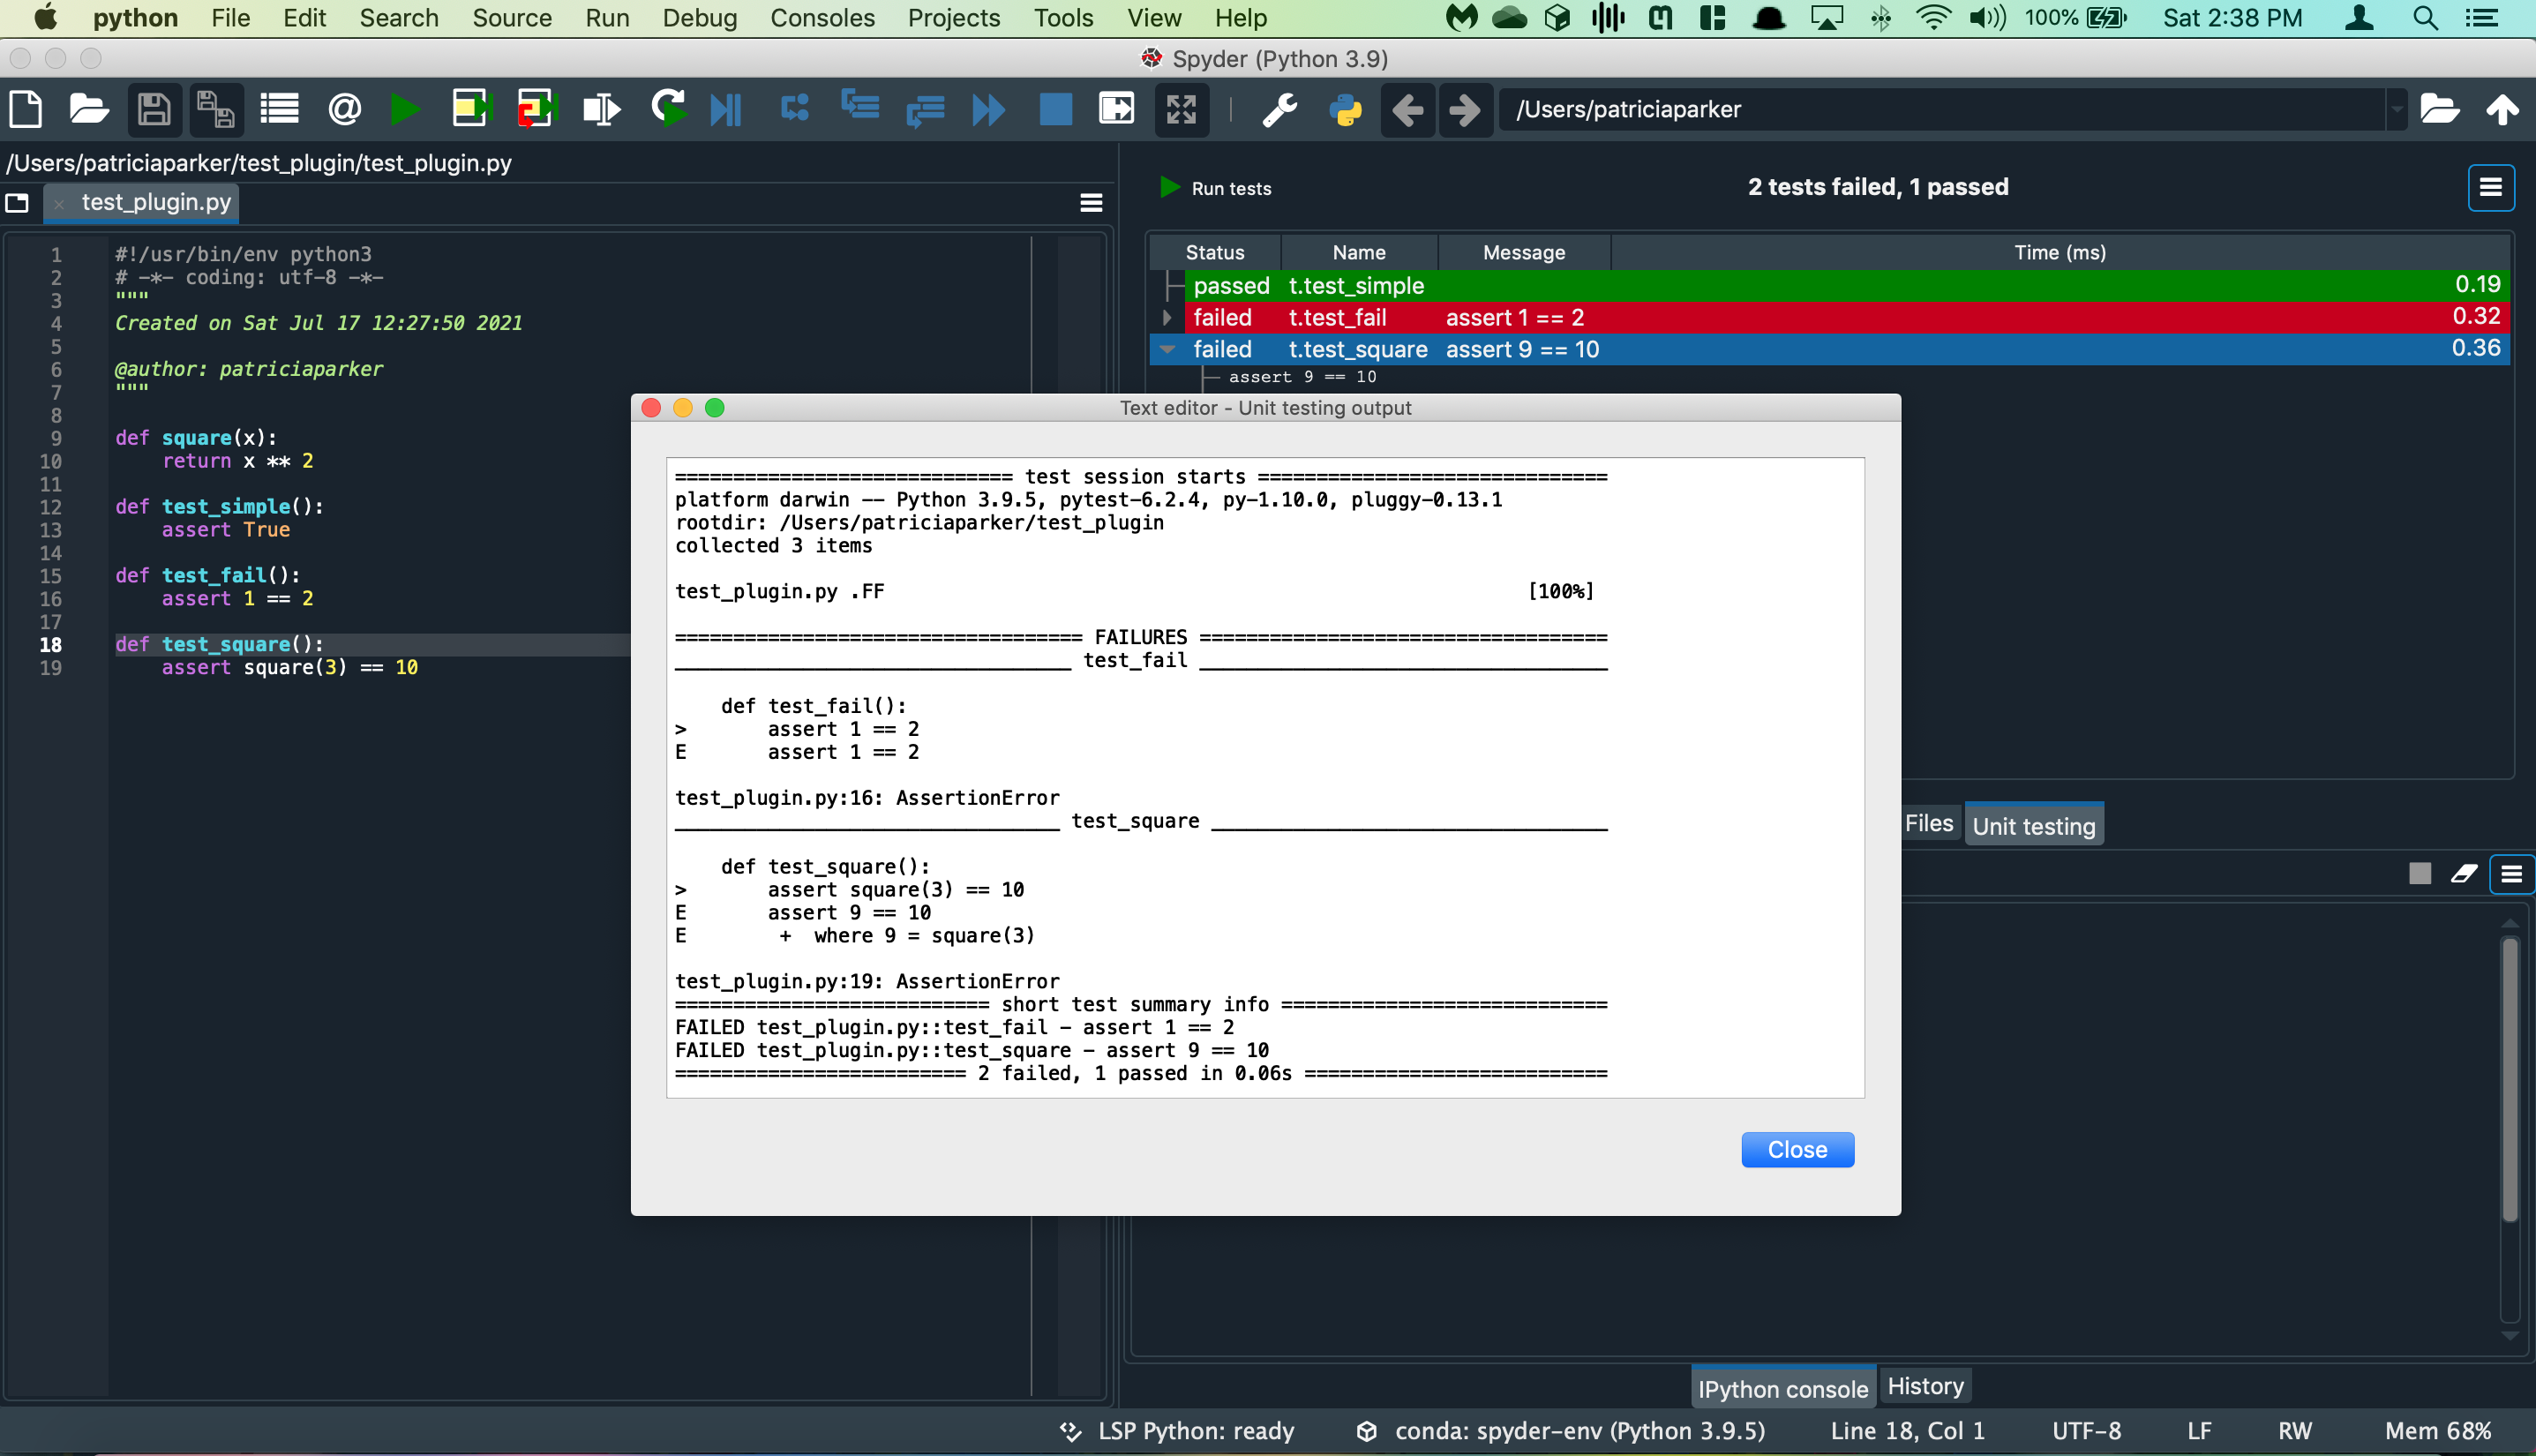 python File Edit Search Source Run Debug Consoles Projects Tools View Help 100% Sat 2:38 PM
Spyder (Python 3.9)
/Users/patriciaparker
/Users/patriciaparker/test_plugin/test_plugin.py
test_plugin.py
1 #!/usr/bin/env python3
2 # -*- coding: utf-8 -*-
3 """
4 Created on Sat Jul 17 12:27:50 2021
5
6 @author: patriciaparker
7 """
8
9 def square(x):
10     return x ** 2
11
12 def test_simple():
13     assert True
14
15 def test_fail():
16     assert 1 == 2
17
18 def test_square():
19     assert square(3) == 10
Run tests 2 tests failed, 1 passed
Status Name Message Time (ms)
passed t.test_simple 0.19
failed t.test_fail assert 1 == 2 0.32
failed t.test_square assert 9 == 10 0.36
assert 9 == 10
Text editor - Unit testing output
============================= test session starts ==============================
platform darwin -- Python 3.9.5, pytest-6.2.4, py-1.10.0, pluggy-0.13.1
rootdir: /Users/patriciaparker/test_plugin
collected 3 items
test_plugin.py .FF [100%]
=================================== FAILURES ===================================
__________________________________ test_fail ___________________________________
    def test_fail():
>       assert 1 == 2
E       assert 1 == 2
test_plugin.py:16: AssertionError
_________________________________ test_square __________________________________
    def test_square():
>       assert square(3) == 10
E       assert 9 == 10
E        +  where 9 = square(3)
test_plugin.py:19: AssertionError
=========================== short test summary info ============================
FAILED test_plugin.py::test_fail - assert 1 == 2
FAILED test_plugin.py::test_square - assert 9 == 10
========================= 2 failed, 1 passed in 0.06s ==========================
Close
Files Unit testing
IPython console History
LSP Python: ready conda: spyder-env (Python 3.9.5) Line 18, Col 1 UTF-8 LF RW Mem 68%